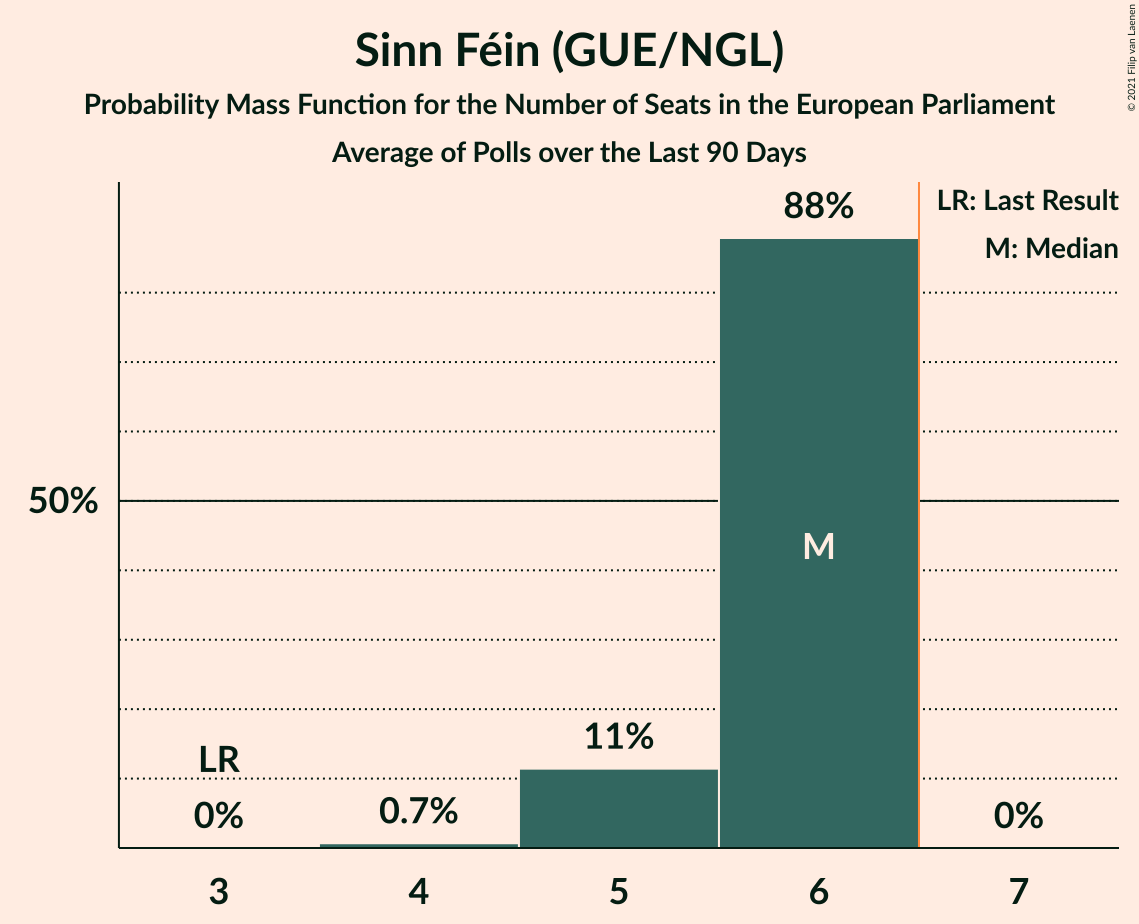 Sinn Féin (GUE/NGL)
Probability Mass Function for the Number of Seats in the European Parliament
Average of Polls over the Last 90 Days
© 2021 Filip van Laenen
LR: Last Result
M: Median
88%
50%
M
11%
LR
0%
0.7%
0%
3
4
5
6
7